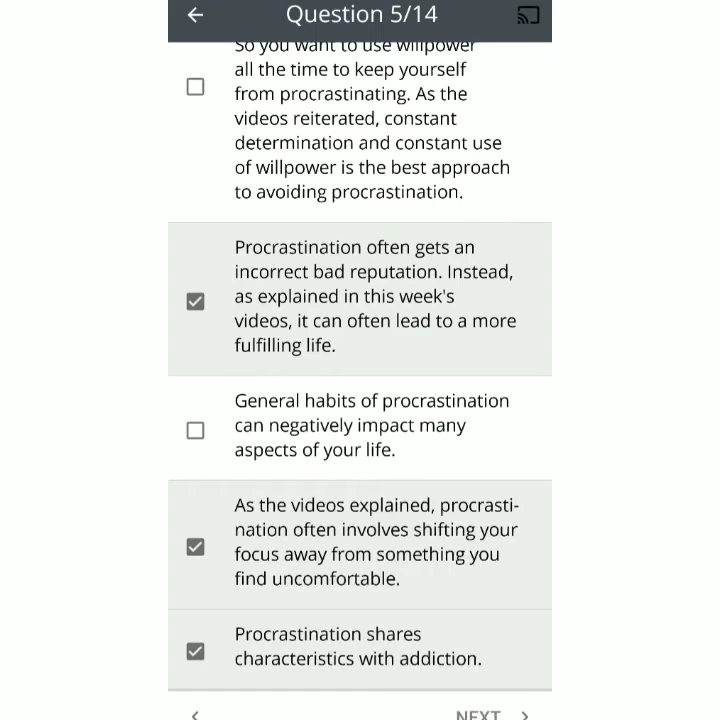 Question 5/14
So you want to use willpower
all the time to keep yourself
from procrastinating. As the
videos reiterated, constant
determination and constant use
of willpower is the best approach
to avoiding procrastination.
Procrastination often gets an
incorrect bad reputation. Instead,
as explained in this week's
videos, it can often lead to a more
fulfilling life.
General habits of procrastination
can negatively impact many
aspects of your life.
As the videos explained, procrasti-
nation often involves shifting your
focus away from something you
find uncomfortable.
Procrastination shares
characteristics with addiction.
NEXT